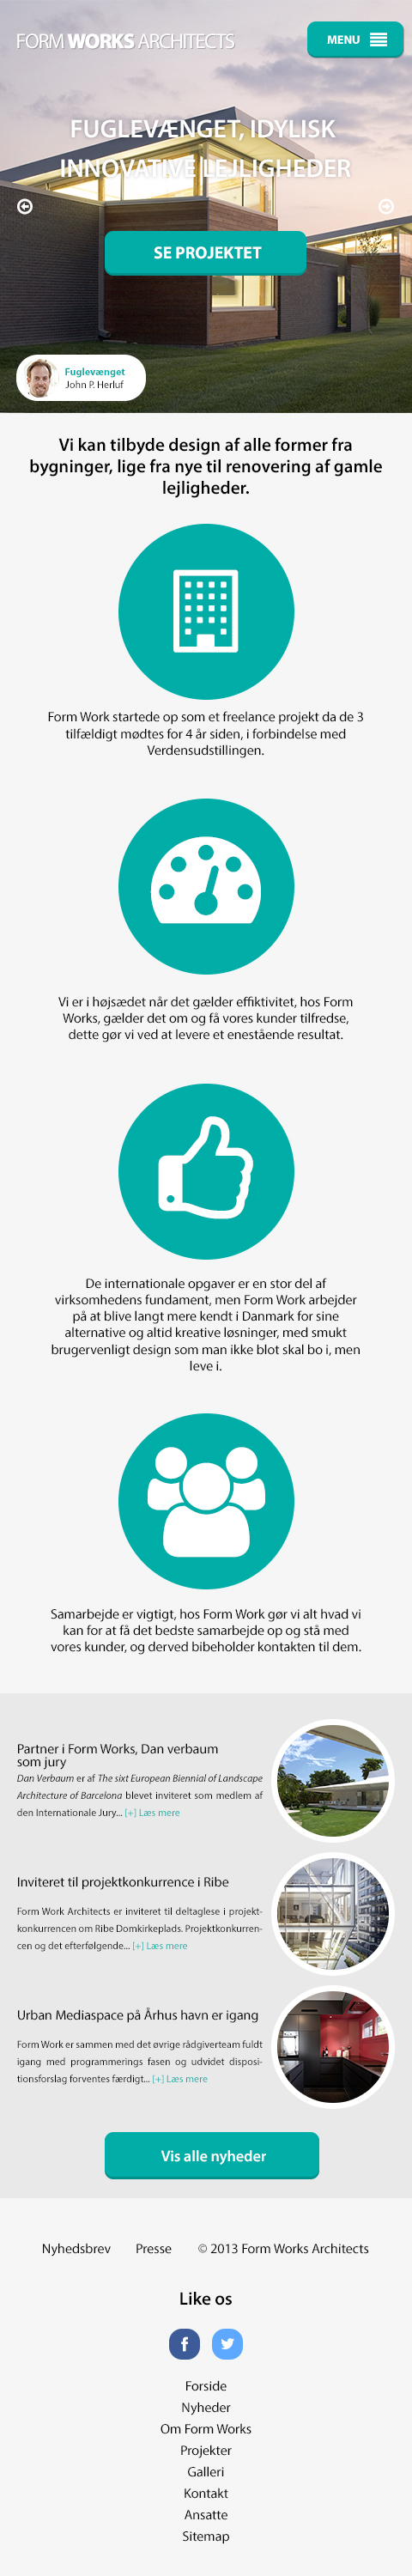 FORM WORKS ARCHITECTS
MENU
FUGLEVÆNGET, IDYLISK
INNOVATIVE LEJLIGHEDER
SE PROJEKTET
Fuglevænget
John P. Herluf
Vi kan tilbyde design af alle former fra
bygninger, lige fra nye til renovering af gamle
lejligheder.
Form Work startede op som et freelance projekt da de 3
tilfældigt mødtes for 4 år siden, i forbindelse med
Verdensudstillingen.
Vi er i højsædet når det gælder effiktivitet, hos Form
Works, gælder det om og få vores kunder tilfredse,
dette gør vi ved at levere et enestående resultat.
De internationale opgaver er en stor del af
virksomhedens fundament, men Form Work arbejder
på at blive langt mere kendt i Danmark for sine
alternative og altid kreative løsninger, med smukt
brugervenligt design som man ikke blot skal bo i, men
leve i.
Samarbejde er vigtigt, hos Form Work gør vi alt hvad vi
kan for at få det bedste samarbejde op og stå med
vores kunder, og derved bibeholder kontakten til dem.
Partner i Form Works, Dan verbaum
som jury
Dan Verbaum er af The sixt European Biennial of Landscape
Architecture of Barcelona blevet inviteret som medlem af
den Internationale Jury... [+] Læs mere
Inviteret til projektkonkurrence i Ribe
Form Work Architects er inviteret til deltaglese i projekt-
konkurrencen om Ribe Domkirkeplads. Projektkonkurren-
cen og det efterfølgende... [+] Læs mere
Urban Mediaspace på Århus havn er igang
Form Work er sammen med det øvrige rådgiverteam fuldt
igang med programmerings fasen og udvidet disposi-
tionsforslag forventes færdigt... [+] Læs mere
Vis alle nyheder
Nyhedsbrev Presse © 2013 Form Works Architects
Like os
Forside
Nyheder
Om Form Works
Projekter
Galleri
Kontakt
Ansatte
Sitemap